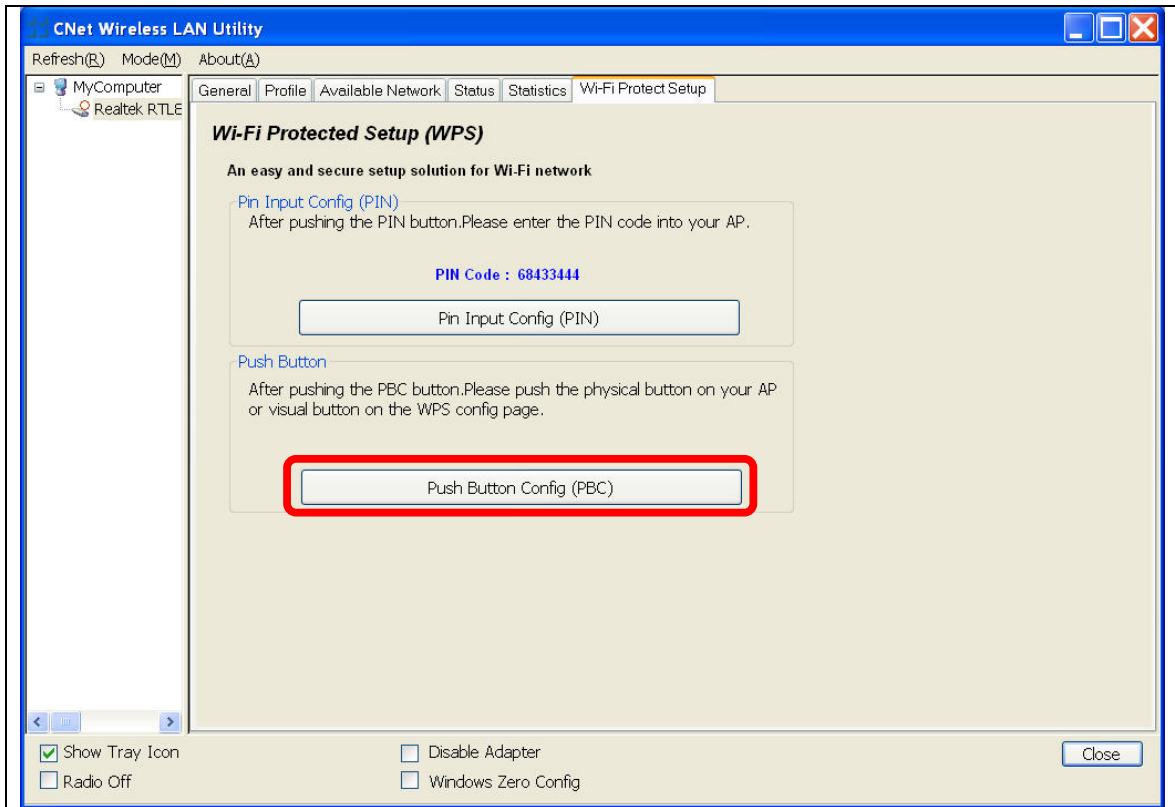 CNet Wireless LAN Utility
Refresh(R) Mode(M) About(A)
MyComputer
Realtek RTLE
General Profile Available Network Status Statistics Wi-Fi Protect Setup
Wi-Fi Protected Setup (WPS)
An easy and secure setup solution for Wi-Fi network
Pin Input Config (PIN)
After pushing the PIN button.Please enter the PIN code into your AP.
PIN Code : 68433444
Pin Input Config (PIN)
Push Button
After pushing the PBC button.Please push the physical button on your AP
or visual button on the WPS config page.
Push Button Config (PBC)
Show Tray Icon
Disable Adapter
Close
Radio Off
Windows Zero Config